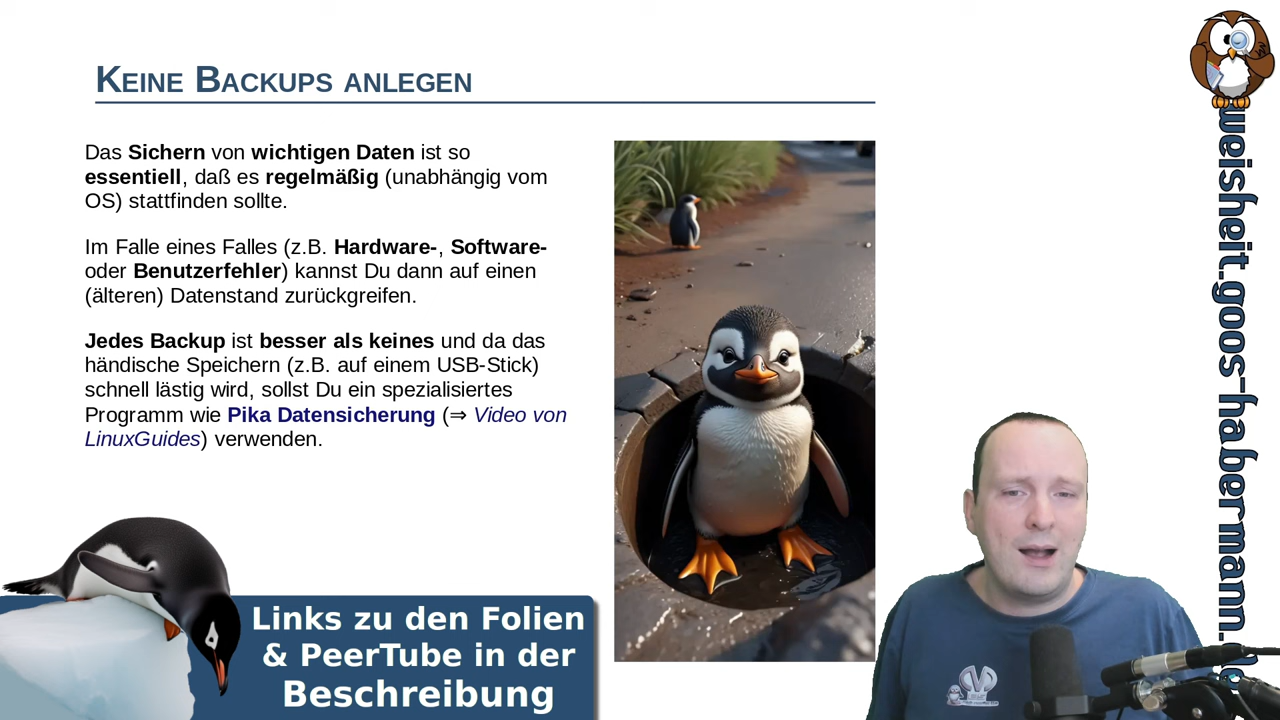 Keine Backups anlegen
Das Sichern von wichtigen Daten ist so
essentiell, daß es regelmäßig (unabhängig vom
OS) stattfinden sollte.
Im Falle eines Falles (z.B. Hardware-, Software-
oder Benutzerfehler) kannst Du dann auf einen
(älteren) Datenstand zurückgreifen.
Jedes Backup ist besser als keines und da das
händische Speichern (z.B. auf einem USB-Stick)
schnell lästig wird, sollst Du ein spezialisiertes
Programm wie Pika Datensicherung (⇒ Video von
LinuxGuides) verwenden.
Links zu den Folien
& PeerTube in der
Beschreibung
weisheit.goos-habermann.de